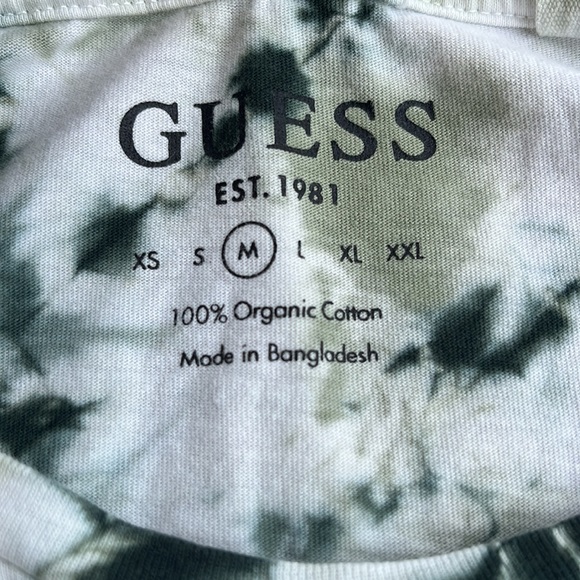 GUESS
EST. 1981
XS S M L XL XXL
100% Organic Cotton
Made in Bangladesh